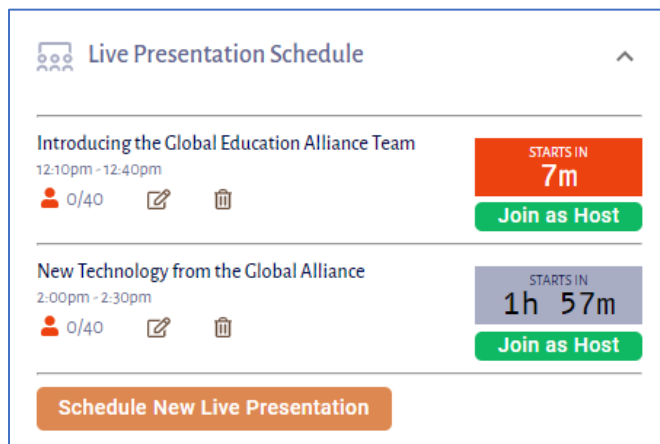 Live Presentation Schedule
Introducing the Global Education Alliance Team
12:10pm - 12:40pm
0/40
STARTS IN
7m
Join as Host
New Technology from the Global Alliance
2:00pm - 2:30pm
0/40
STARTS IN
1h 57m
Join as Host
Schedule New Live Presentation